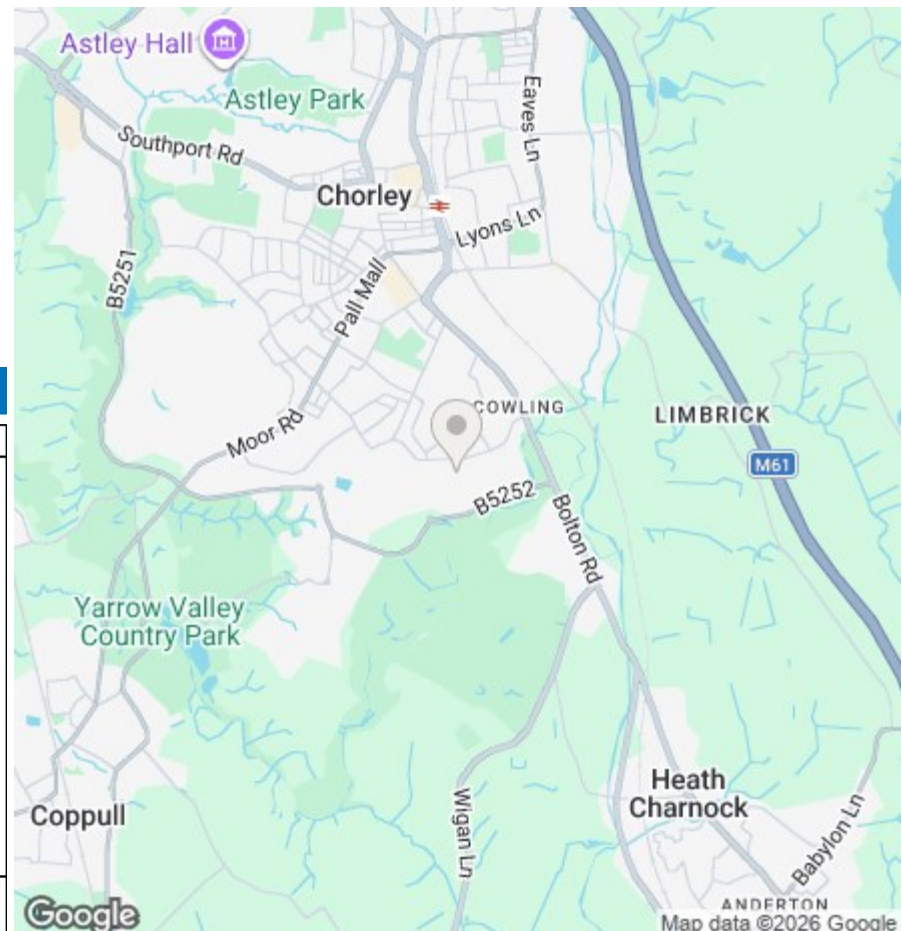 Astley Hall
Astley Park
Eaves Ln
Southport Rd
Chorley
Lyons Ln
B5251
Pall Mall
COWLING
LIMBRICK
Moor Rd
M61
B5252
Bolton Rd
Yarrow Valley
Country Park
Heath
Charnock
Wigan Ln
Coppull
Babylon Ln
ANDERTON
Google
Map data ©2026 Google